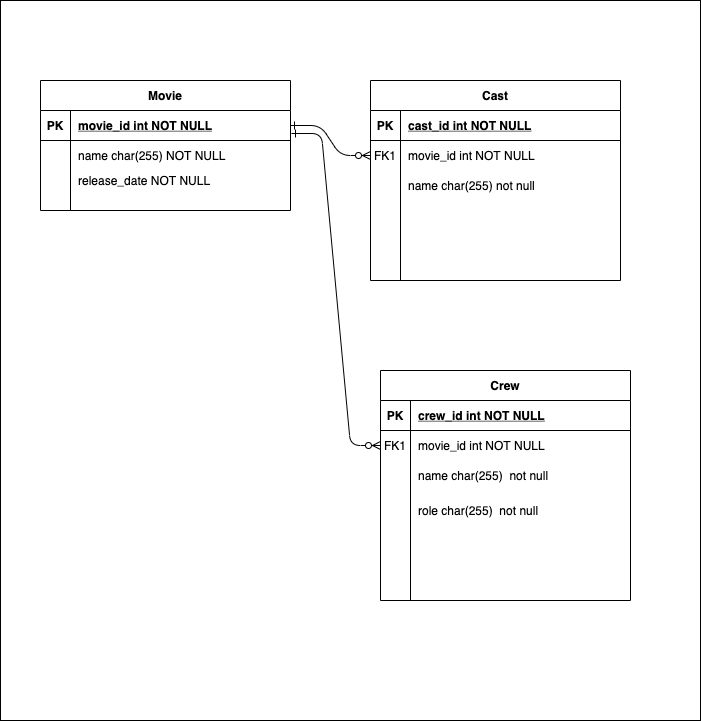 Movie
PK movie_id int NOT NULL
name char(255) NOT NULL
release_date NOT NULL
Cast
PK cast_id int NOT NULL
FK1 movie_id int NOT NULL
name char(255) not null
Crew
PK crew_id int NOT NULL
FK1 movie_id int NOT NULL
name char(255)  not null
role char(255)  not null